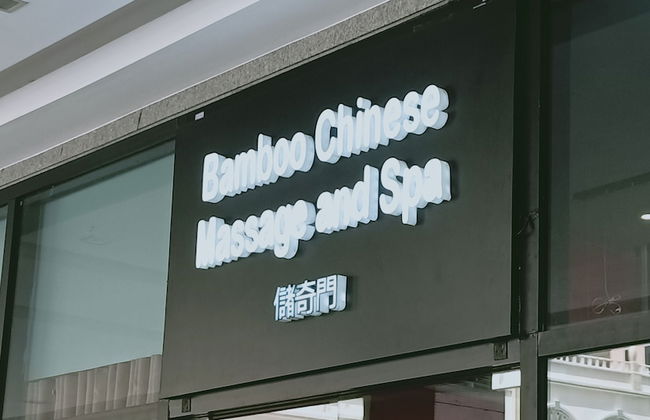 Bamboo Chinese
Massage and Spa
儲奇門